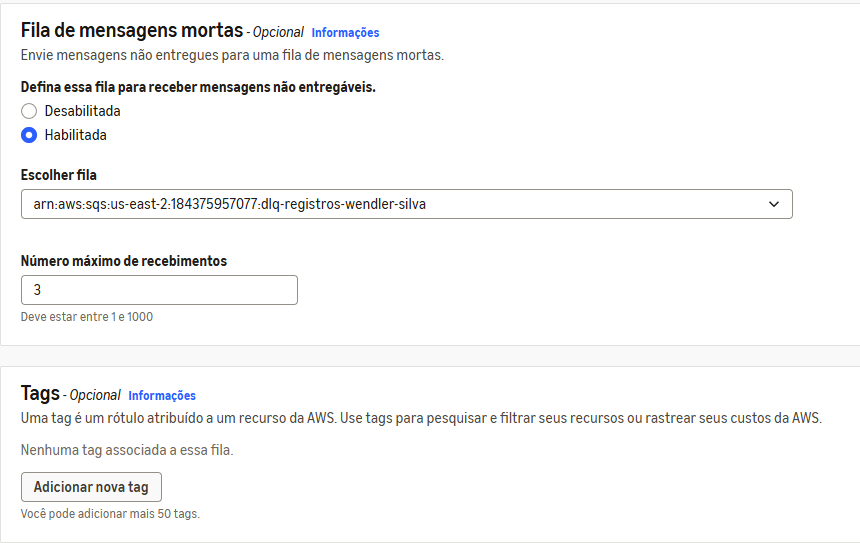 Fila de mensagens mortas - Opcional Informações
Envie mensagens não entregues para uma fila de mensagens mortas.
Defina essa fila para receber mensagens não entregáveis.
Desabilitada
Habilitada
Escolher fila
arn:aws:sqs:us-east-2:184375957077:dlq-registros-wendler-silva
Número máximo de recebimentos
3
Deve estar entre 1 e 1000
Tags - Opcional Informações
Uma tag é um rótulo atribuído a um recurso da AWS. Use tags para pesquisar e filtrar seus recursos ou rastrear seus custos da AWS.
Nenhuma tag associada a essa fila.
Adicionar nova tag
Você pode adicionar mais 50 tags.